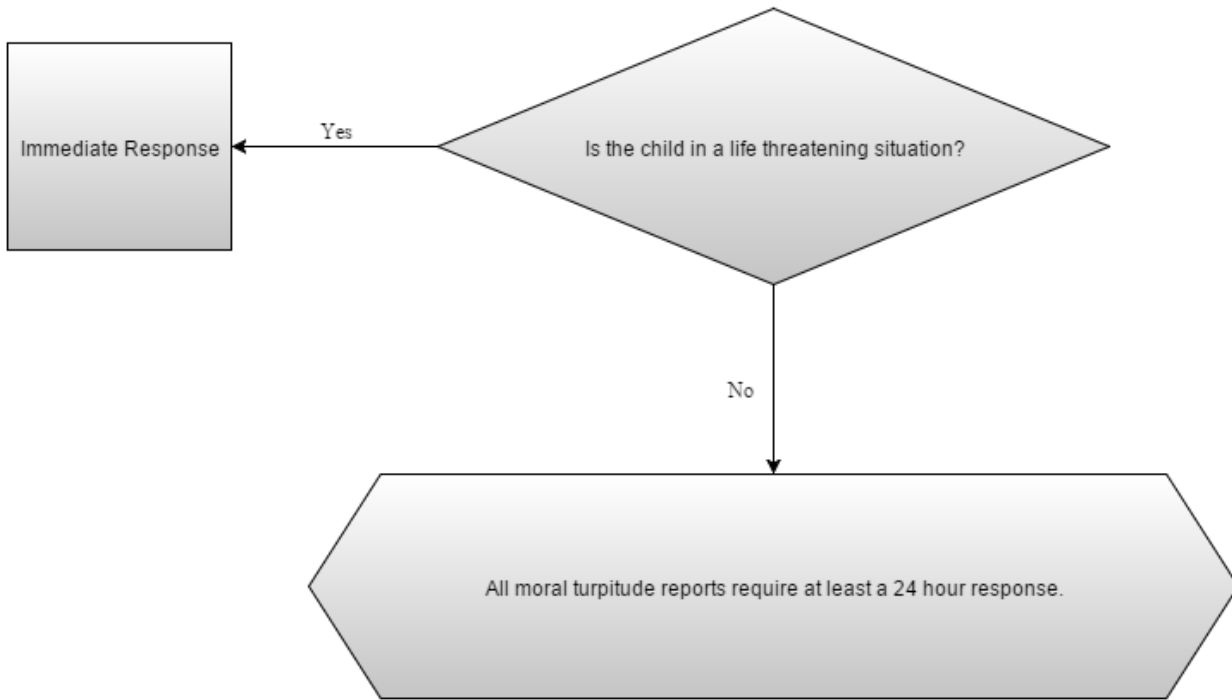 Is the child in a life threatening situation?
Yes
Immediate Response
No
All moral turpitude reports require at least a 24 hour response.